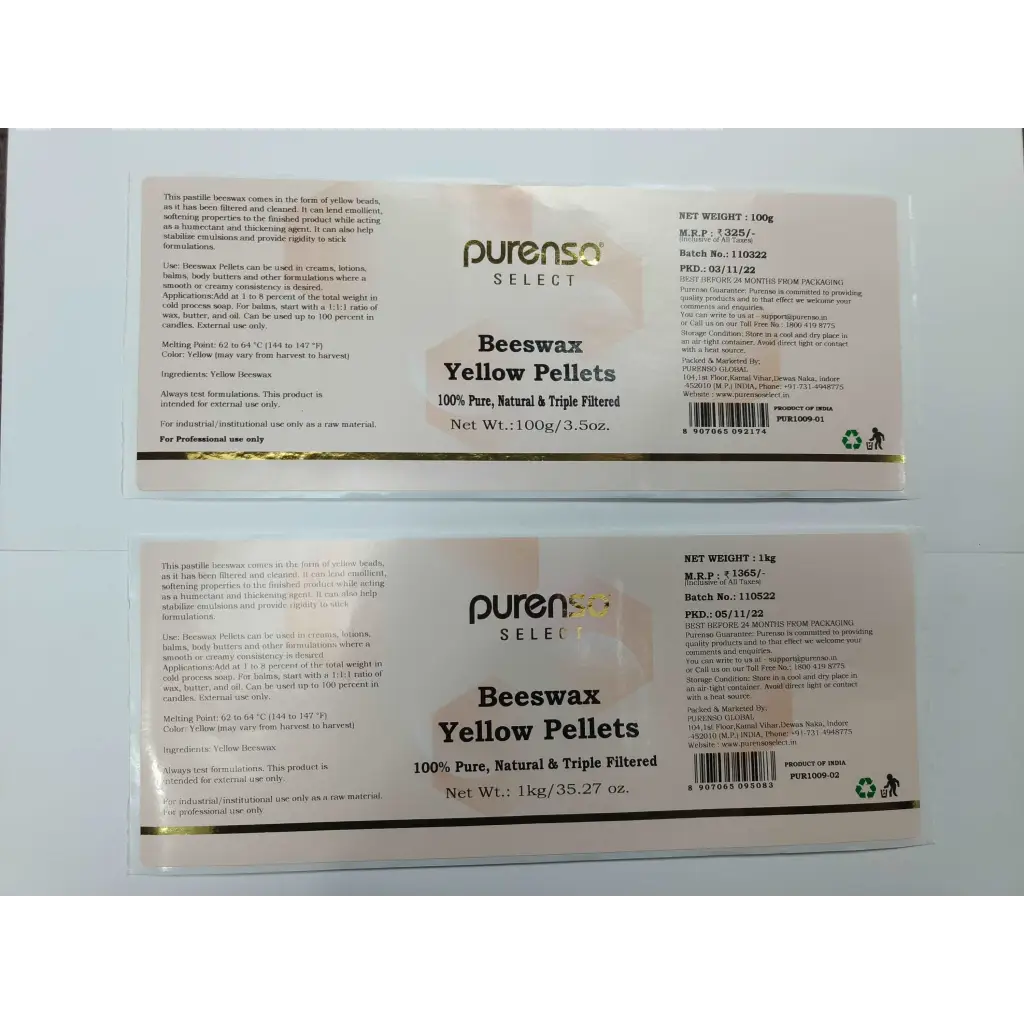 This pastille beeswax comes in the form of yellow beads,
as it has been filtered and cleaned. It can lend emollient,
softening properties to the finished product while acting
as a humectant and thickening agent. It can also help
stabilize emulsions and provide rigidity to stick
formulations.
Use: Beeswax Pellets can be used in creams, lotions,
balms, body butters and other formulations where a
smooth or creamy consistency is desired.
Applications:Add at 1 to 8 percent of the total weight in
cold process soap. For balms, start with a 1:1:1 ratio of
wax, butter, and oil. Can be used up to 100 percent in
candles. External use only.
Melting Point: 62 to 64 °C (144 to 147 °F)
Color: Yellow (may vary from harvest to harvest)
Ingredients: Yellow Beeswax
Always test formulations. This product is
intended for external use only.
For industrial/institutional use only as a raw material.
For Professional use only
purenso®
SELECT
Beeswax
Yellow Pellets
100% Pure, Natural & Triple Filtered
Net Wt.:100g/3.5oz.
NET WEIGHT : 100g
M.R.P : ₹ 325/-
(Inclusive of All Taxes)
Batch No.: 110322
PKD.: 03/11/22
BEST BEFORE 24 MONTHS FROM PACKAGING
Purenso Guarantee: Purenso is committed to providing
quality products and to that effect we welcome your
comments and enquiries.
You can write to us at - support@purenso.in
or Call us on our Toll Free No.: 1800 419 8775
Storage Condition: Store in a cool and dry place in
an air-tight container. Avoid direct light or contact
with a heat source.
Packed & Marketed By:
PURENSO GLOBAL
104,1st Floor,Kamal Vihar,Dewas Naka, Indore
-452010 (M.P.) INDIA, Phone: +91-731-4948775
Website : www.purensoselect.in
8 907065 092174
PRODUCT OF INDIA
PUR1009-01
This pastille beeswax comes in the form of yellow beads,
as it has been filtered and cleaned. It can lend emollient,
softening properties to the finished product while acting
as a humectant and thickening agent. It can also help
stabilize emulsions and provide rigidity to stick
formulations.
Use: Beeswax Pellets can be used in creams, lotions,
balms, body butters and other formulations where a
smooth or creamy consistency is desired
Applications:Add at 1 to 8 percent of the total weight in
cold process soap. For balms, start with a 1:1:1 ratio of
wax, butter, and oil. Can be used up to 100 percent in
candles. External use only.
Melting Point: 62 to 64 °C (144 to 147 °F)
Color: Yellow (may vary from harvest to harvest)
Ingredients: Yellow Beeswax
Always test formulations. This product is
intended for external use only.
For industrial/institutional use only as a raw material.
For professional use only
purenso
SELECT
Beeswax
Yellow Pellets
100% Pure, Natural & Triple Filtered
Net Wt.: 1kg/35.27 oz.
NET WEIGHT : 1kg
M.R.P : ₹ 1365/-
(Inclusive of All Taxes)
Batch No.: 110522
PKD.: 05/11/22
BEST BEFORE 24 MONTHS FROM PACKAGING
Purenso Guarantee: Purenso is committed to providing
quality products and to that effect we welcome your
comments and enquiries.
You can write to us at - support@purenso.in
or Call us on our Toll Free No.: 1800 419 8775
Storage Condition: Store in a cool and dry place in
an air-tight container. Avoid direct light or contact
with a heat source.
Packed & Marketed By:
PURENSO GLOBAL
104,1st Floor,Kamal Vihar,Dewas Naka, Indore
-452010 (M.P.) INDIA, Phone: +91-731-4948775
Website : www.purensoselect.in
8 907065 095083
PRODUCT OF INDIA
PUR1009-02